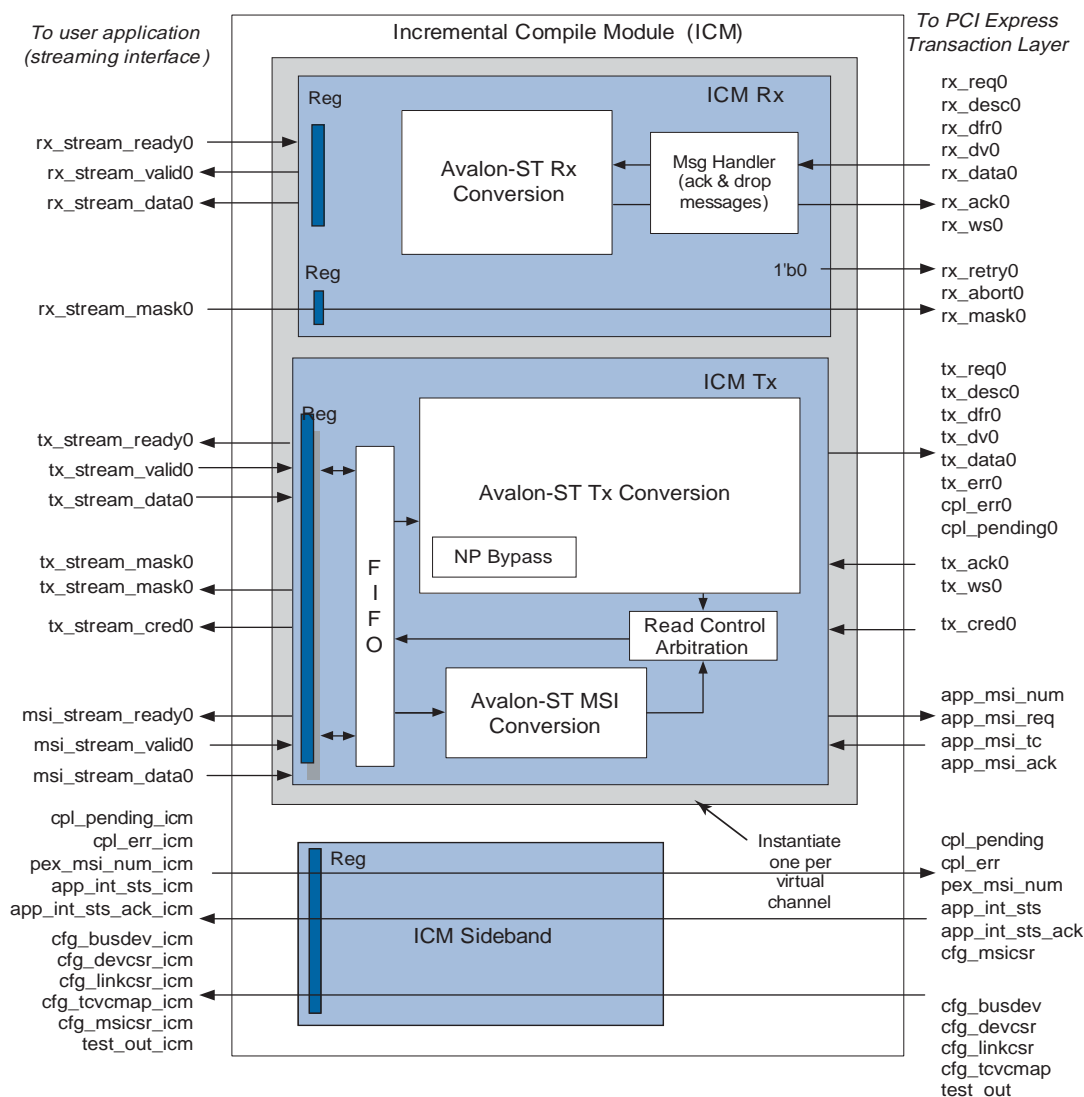 To user application
(streaming interface)
Incremental Compile Module (ICM)
To PCI Express
Transaction Layer
ICM Rx
Reg
Avalon-ST Rx
Conversion
Msg Handler
(ack & drop
messages)
rx_stream_ready0
rx_stream_valid0
rx_stream_data0
rx_req0
rx_desc0
rx_dfr0
rx_dv0
rx_data0
rx_ack0
rx_ws0
Reg
1'b0
rx_stream_mask0
rx_retry0
rx_abort0
rx_mask0
ICM Tx
Reg
tx_stream_ready0
tx_stream_valid0
tx_stream_data0
tx_stream_mask0
tx_stream_mask0
tx_stream_cred0
msi_stream_ready0
msi_stream_valid0
msi_stream_data0
F
I
F
O
Avalon-ST Tx Conversion
NP Bypass
Read Control
Arbitration
Avalon-ST MSI
Conversion
tx_req0
tx_desc0
tx_dfr0
tx_dv0
tx_data0
tx_err0
cpl_err0
cpl_pending0
tx_ack0
tx_ws0
tx_cred0
app_msi_num
app_msi_req
app_msi_tc
app_msi_ack
Instantiate
one per
virtual
channel
cpl_pending_icm
cpl_err_icm
pex_msi_num_icm
app_int_sts_icm
app_int_sts_ack_icm
cfg_busdev_icm
cfg_devcsr_icm
cfg_linkcsr_icm
cfg_tcvcmap_icm
cfg_msicsr_icm
test_out_icm
Reg
ICM Sideband
cpl_pending
cpl_err
pex_msi_num
app_int_sts
app_int_sts_ack
cfg_msicsr
cfg_busdev
cfg_devcsr
cfg_linkcsr
cfg_tcvcmap
test_out